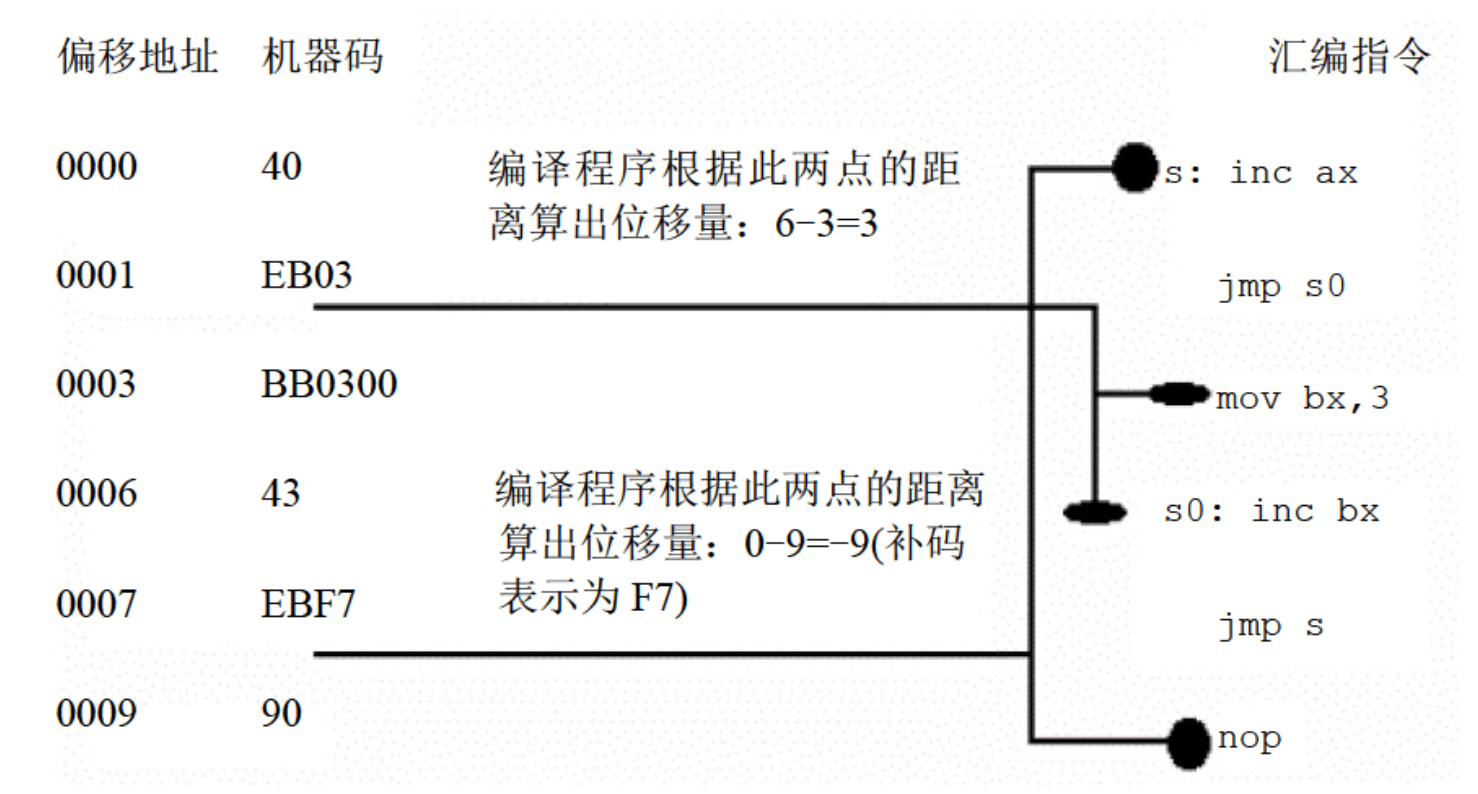 偏移地址 机器码 汇编指令
0000 40 编译程序根据此两点的距 s: inc ax
离算出位移量：6-3=3
0001 EB03 jmp s0
0003 BB0300 mov bx,3
0006 43 编译程序根据此两点的距离 s0: inc bx
算出位移量：0-9=-9(补码
0007 EBF7 表示为 F7) jmp s
0009 90 nop